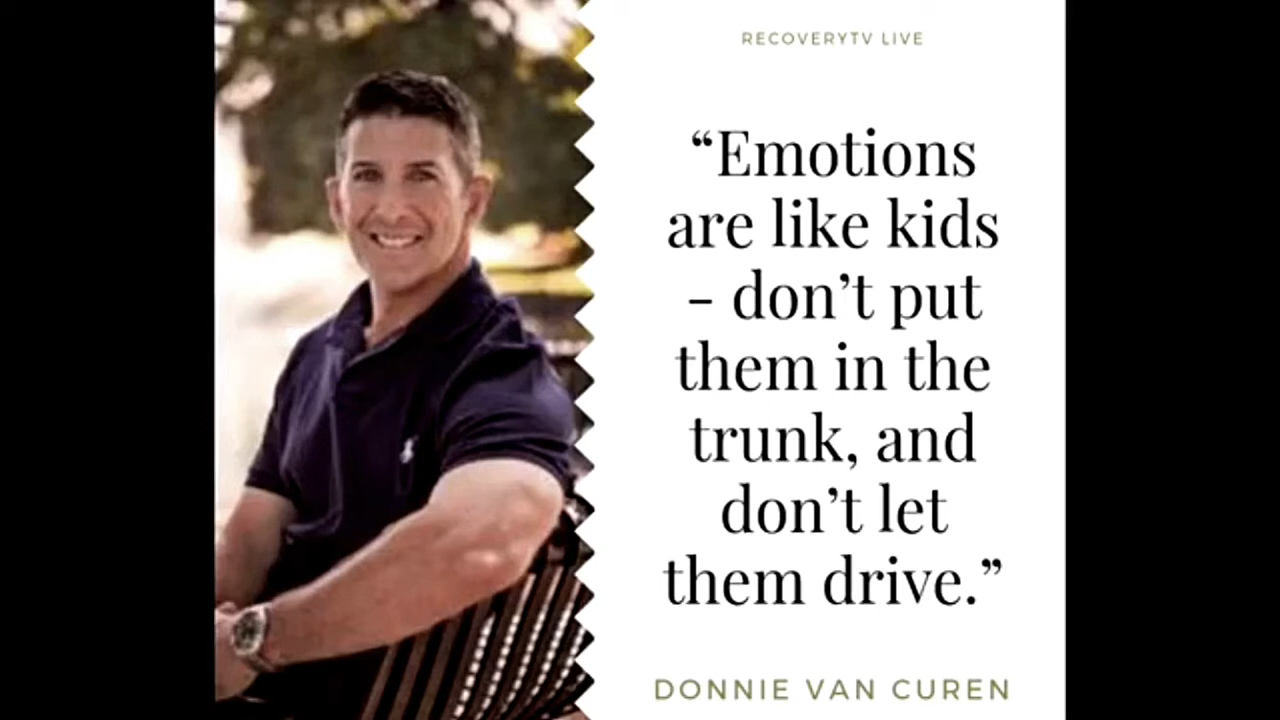 RECOVERYTV LIVE
“Emotions
are like kids
- don’t put
them in the
trunk, and
don’t let
them drive.”
DONNIE VAN CUREN